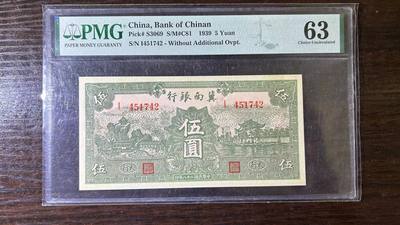 PMG
PAPER MONEY GUARANTY
China, Bank of Chinan
Pick# S3069 S/M#C81 1939 5 Yuan
S/N I451742 - Without Additional Ovpt.
63
Choice Uncirculated
伍
行銀南冀
伍
I 451742
I 451742
伍圓
伍
伍